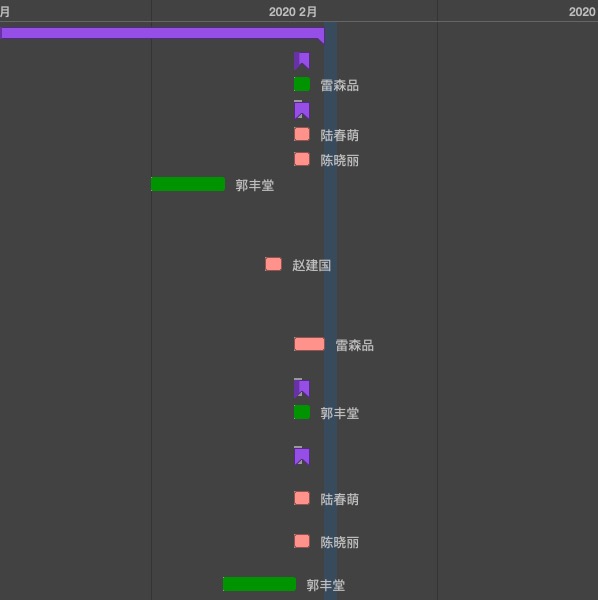 月
2020 2月
2020
雷森品
陆春萌
陈晓丽
郭丰堂
赵建国
雷森品
郭丰堂
陆春萌
陈晓丽
郭丰堂